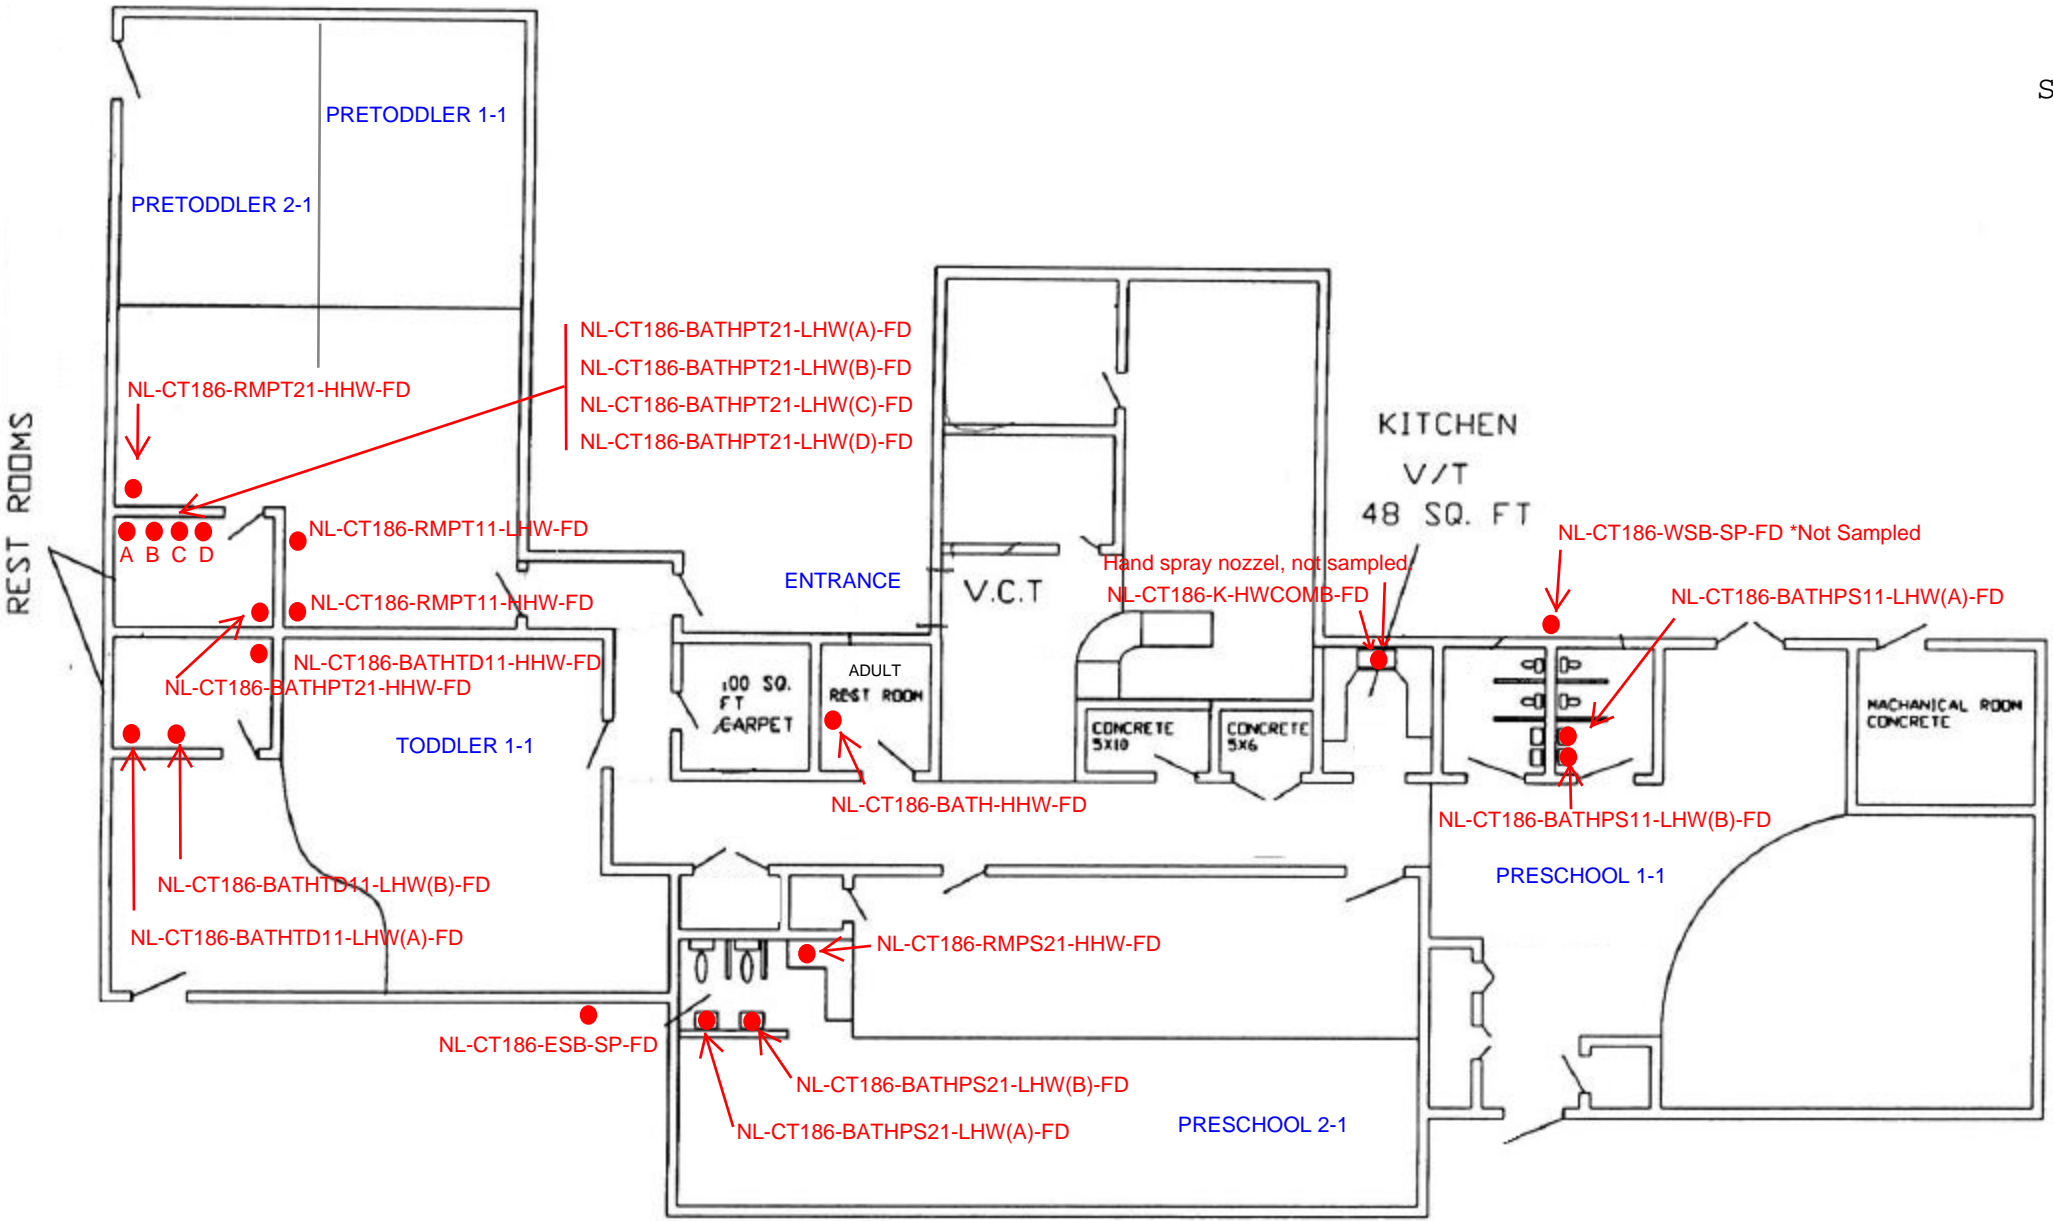 S
PRETODDLER 1-1
PRETODDLER 2-1
NL-CT186-BATHPT21-LHW(A)-FD
NL-CT186-BATHPT21-LHW(B)-FD
NL-CT186-BATHPT21-LHW(C)-FD
NL-CT186-BATHPT21-LHW(D)-FD
NL-CT186-RMPT21-HHW-FD
REST ROOMS
KITCHEN
V/T
48 SQ. FT
NL-CT186-RMPT11-LHW-FD
A B C D
NL-CT186-WSB-SP-FD *Not Sampled
Hand spray nozzel, not sampled.
ENTRANCE
V.C.T
NL-CT186-K-HWCOMB-FD
NL-CT186-RMPT11-HHW-FD
NL-CT186-BATHPS11-LHW(A)-FD
NL-CT186-BATHTD11-HHW-FD
NL-CT186-BATHPT21-HHW-FD
ADULT
REST ROOM
100 SQ.
FT
CARPET
MACHANICAL ROOM
CONCRETE
CONCRETE
5X10
CONCRETE
5X6
TODDLER 1-1
NL-CT186-BATH-HHW-FD
NL-CT186-BATHPS11-LHW(B)-FD
PRESCHOOL 1-1
NL-CT186-BATHTD11-LHW(B)-FD
NL-CT186-BATHTD11-LHW(A)-FD
NL-CT186-RMPS21-HHW-FD
NL-CT186-ESB-SP-FD
NL-CT186-BATHPS21-LHW(B)-FD
NL-CT186-BATHPS21-LHW(A)-FD
PRESCHOOL 2-1